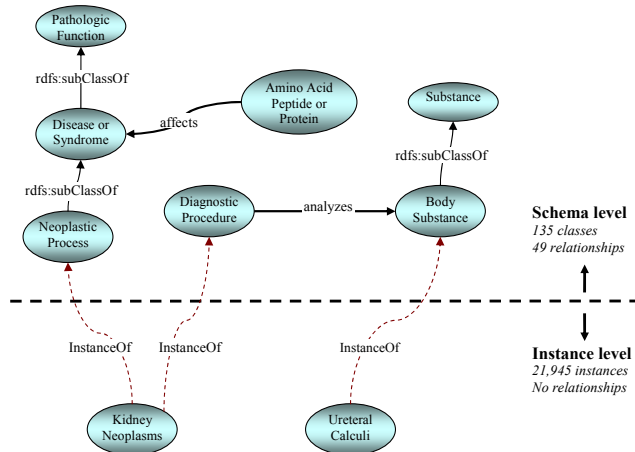 Pathologic
Function
rdfs:subClassOf
Amino Acid
Peptide or
Protein
Substance
affects
Disease or
Syndrome
rdfs:subClassOf
rdfs:subClassOf
Diagnostic
Procedure
analyzes
Body
Substance
Neoplastic
Process
Schema level
135 classes
49 relationships
InstanceOf
InstanceOf
InstanceOf
Instance level
21,945 instances
No relationships
Kidney
Neoplasms
Ureteral
Calculi